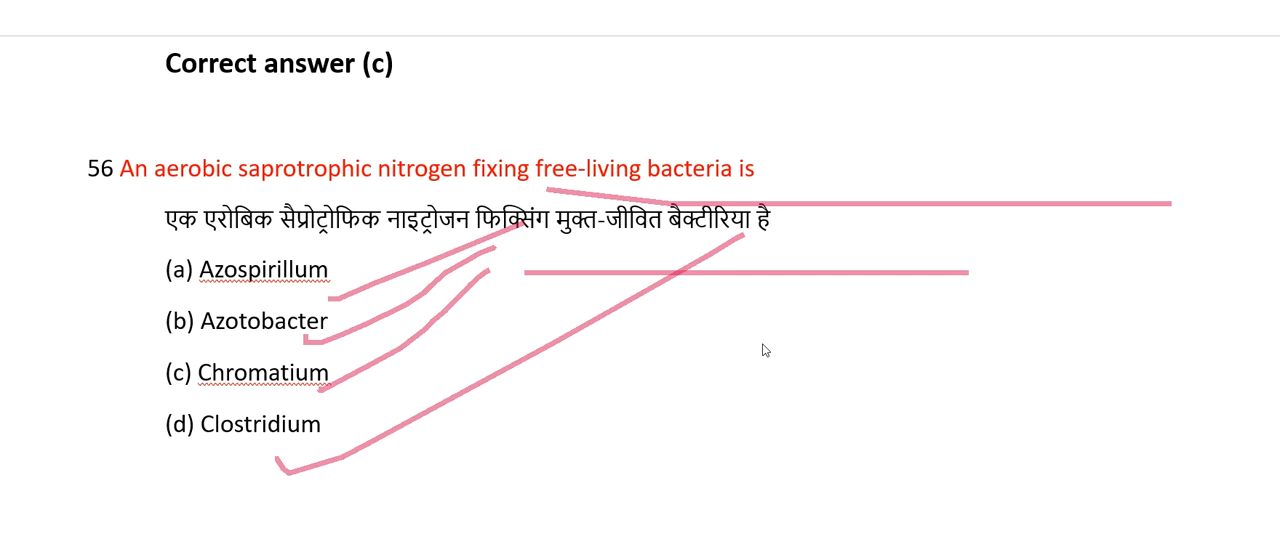 Correct answer (c)
56 An aerobic saprotrophic nitrogen fixing free-living bacteria is
एक एरोबिक सैप्रोट्रोफिक नाइट्रोजन फिक्सिंग मुक्त-जीवित बैक्टीरिया है
(a) Azospirillum
(b) Azotobacter
(c) Chromatium
(d) Clostridium